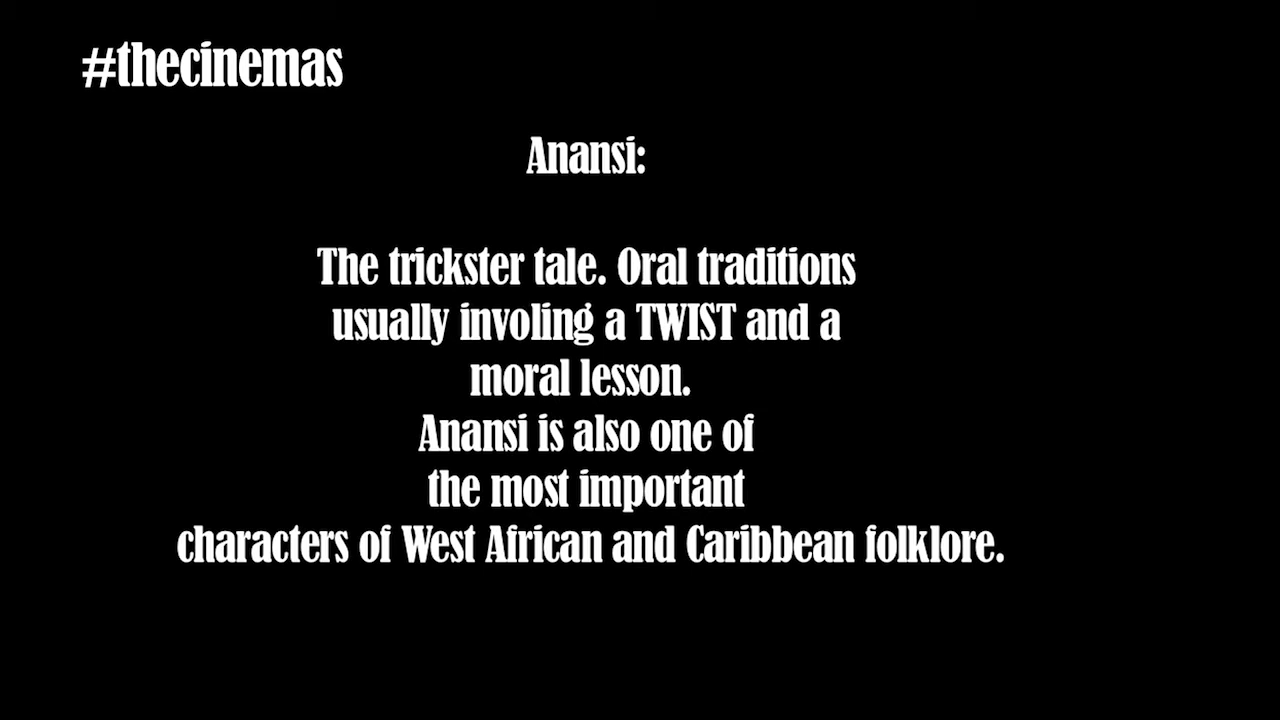 #thecinemas
Anansi:
The trickster tale. Oral traditions
usually involing a TWIST and a
moral lesson.
Anansi is also one of
the most important
characters of West African and Caribbean folklore.